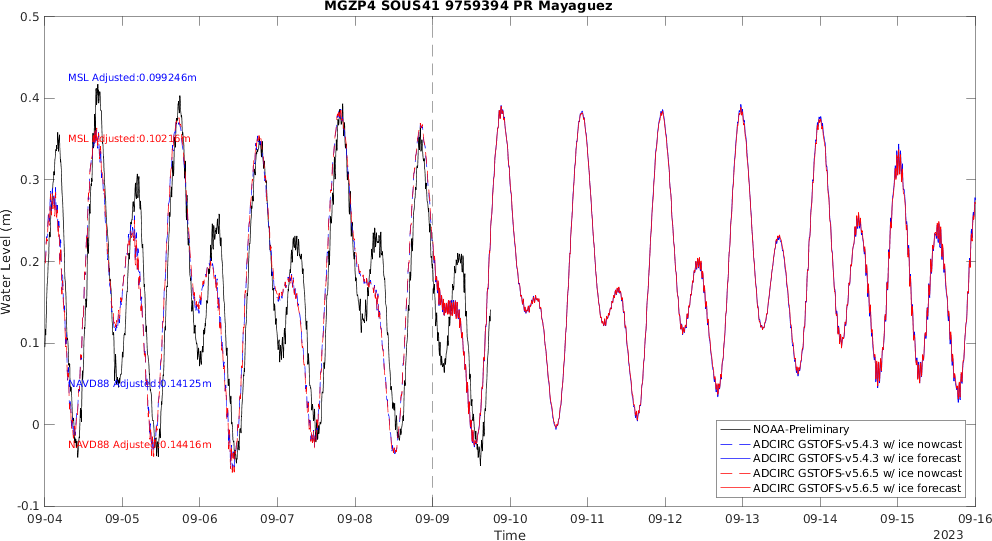 MGZP4 SOUS41 9759394 PR Mayaguez
0.5
0.4
0.3
0.2
0.1
0
-0.1
Water Level (m)
MSL Adjusted:0.099246m
MSL Adjusted:0.10216m
NAVD88 Adjusted:0.14125m
NAVD88 Adjusted:0.14416m
NOAA-Preliminary
ADCIRC GSTOFS-v5.4.3 w/ ice nowcast
ADCIRC GSTOFS-v5.4.3 w/ ice forecast
ADCIRC GSTOFS-v5.6.5 w/ ice nowcast
ADCIRC GSTOFS-v5.6.5 w/ ice forecast
09-04 09-05 09-06 09-07 09-08 09-09 09-10 09-11 09-12 09-13 09-14 09-15 09-16
Time
2023